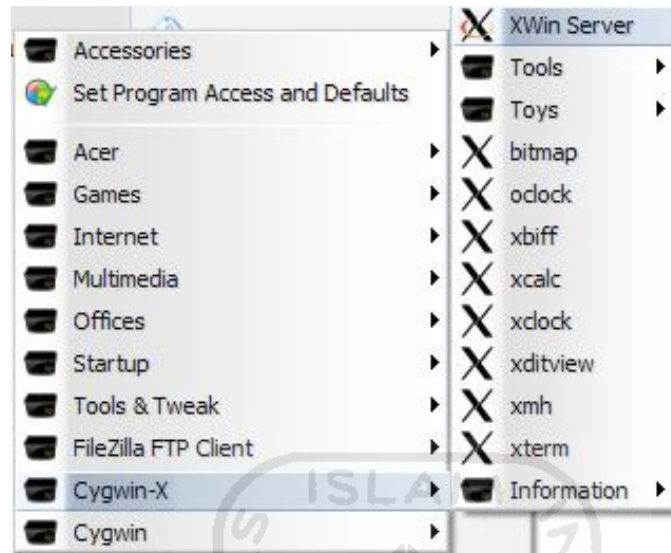 Accessories
Set Program Access and Defaults
Acer
Games
Internet
Multimedia
Offices
Startup
Tools & Tweak
FileZilla FTP Client
Cygwin-X
Cygwin
XWin Server
Tools
Toys
bitmap
oclock
xbiff
xcalc
xclock
xditview
xmh
xterm
Information
ISLA